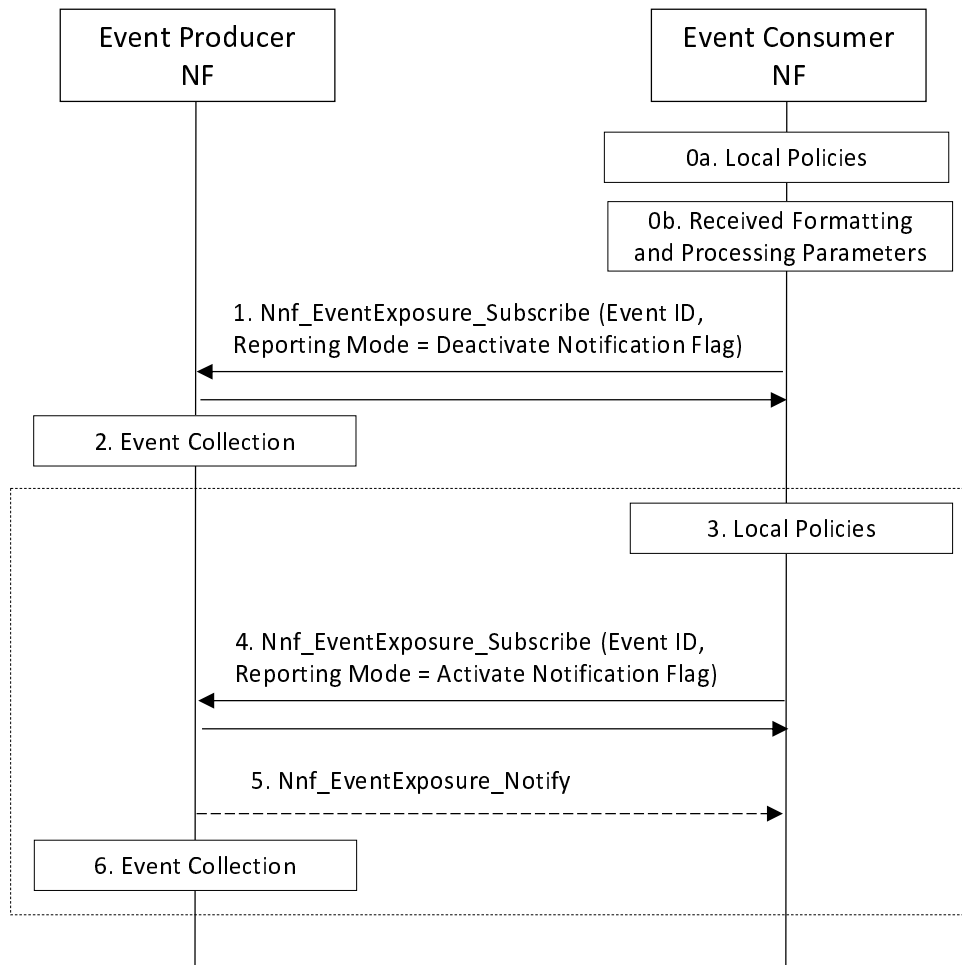 Event Producer
NF
Event Consumer
NF
0a. Local Policies
0b. Received Formatting
and Processing Parameters
1. Nnf_EventExposure_Subscribe (Event ID,
Reporting Mode = Deactivate Notification Flag)
2. Event Collection
3. Local Policies
4. Nnf_EventExposure_Subscribe (Event ID,
Reporting Mode = Activate Notification Flag)
5. Nnf_EventExposure_Notify
6. Event Collection